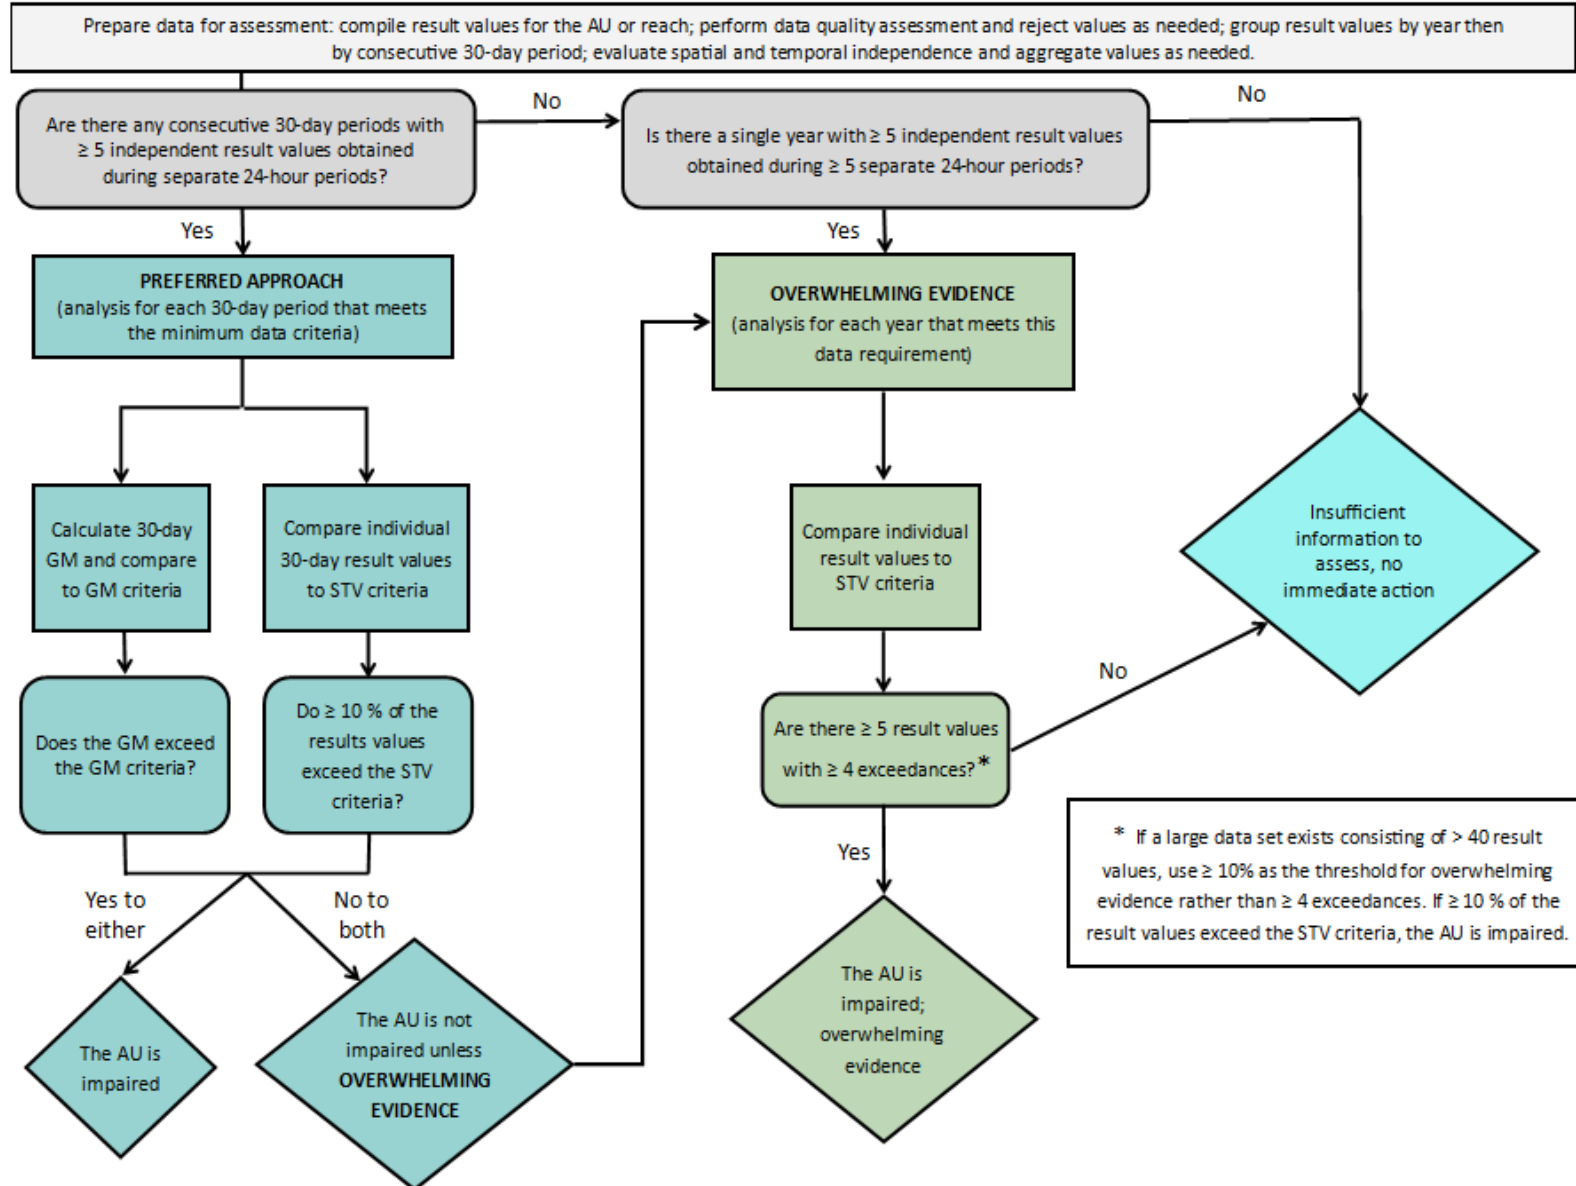 Prepare data for assessment: compile result values for the AU or reach; perform data quality assessment and reject values as needed; group result values by year then
by consecutive 30-day period; evaluate spatial and temporal independence and aggregate values as needed.
Are there any consecutive 30-day periods with
≥ 5 independent result values obtained
during separate 24-hour periods?
No
Is there a single year with ≥ 5 independent result values
obtained during ≥ 5 separate 24-hour periods?
No
Yes
Yes
PREFERRED APPROACH
(analysis for each 30-day period that meets
the minimum data criteria)
OVERWHELMING EVIDENCE
(analysis for each year that meets this
data requirement)
Calculate 30-day
GM and compare
to GM criteria
Compare individual
30-day result values
to STV criteria
Compare individual
result values to
STV criteria
Insufficient
information to
assess, no
immediate action
Does the GM exceed
the GM criteria?
Do ≥ 10 % of the
results values
exceed the STV
criteria?
Are there ≥ 5 result values
with ≥ 4 exceedances?*
No
Yes
Yes to
either
No to
both
The AU is
impaired
The AU is not
impaired unless
OVERWHELMING
EVIDENCE
The AU is
impaired;
overwhelming
evidence
* If a large data set exists consisting of > 40 result
values, use ≥ 10% as the threshold for overwhelming
evidence rather than ≥ 4 exceedances. If ≥ 10 % of the
result values exceed the STV criteria, the AU is impaired.